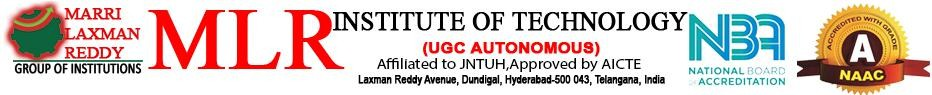 MARRI
LAXMAN
REDDY
GROUP OF INSTITUTIONS
MLR
INSTITUTE OF TECHNOLOGY
(UGC AUTONOMOUS)
Affiliated to JNTUH,Approved by AICTE
Laxman Reddy Avenue, Dundigal, Hyderabad-500 043, Telangana, India
NBA
NATIONAL BOARD
of ACCREDITATION
ACCREDITED WITH GRADE
A
NAAC